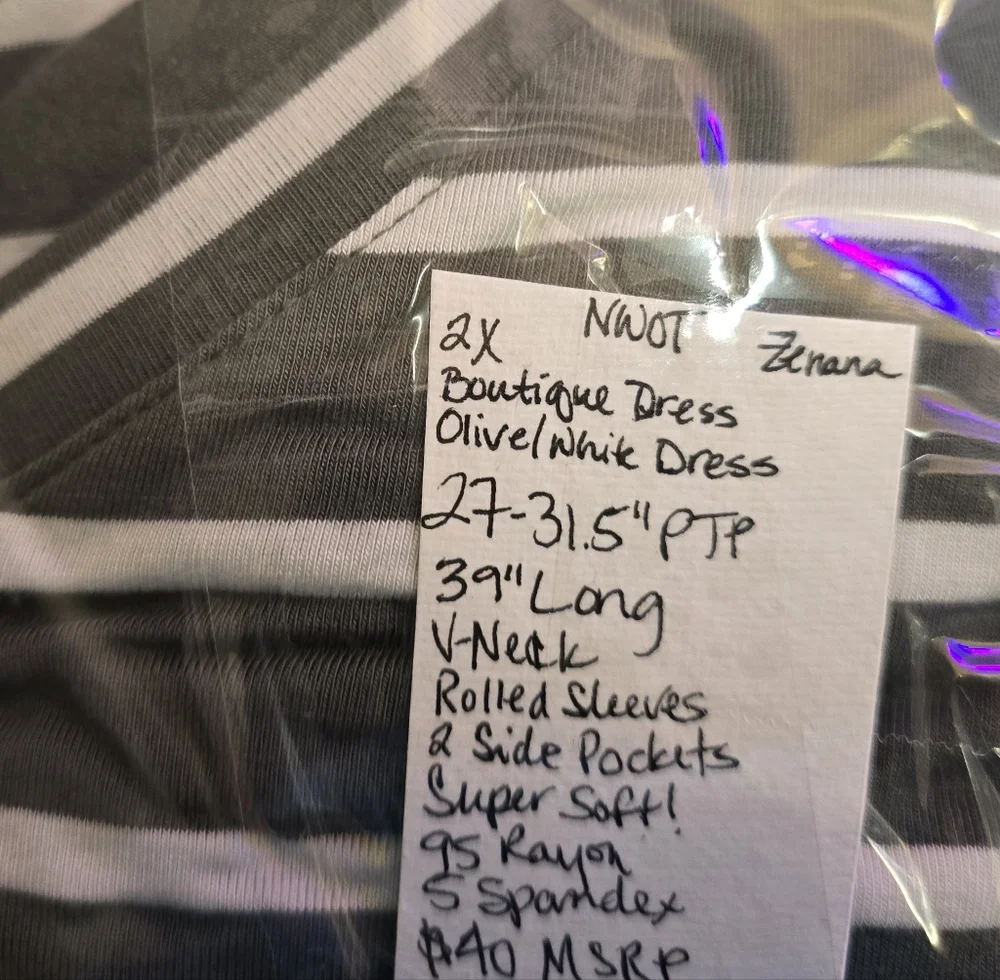 2X NWOT Zenana
Boutique Dress
Olive/White Dress
27-31.5" PTP
39" Long
V-Neck
Rolled Sleeves
2 Side Pockets
Super Soft!
95 Rayon
5 Spandex
$40 MSRP